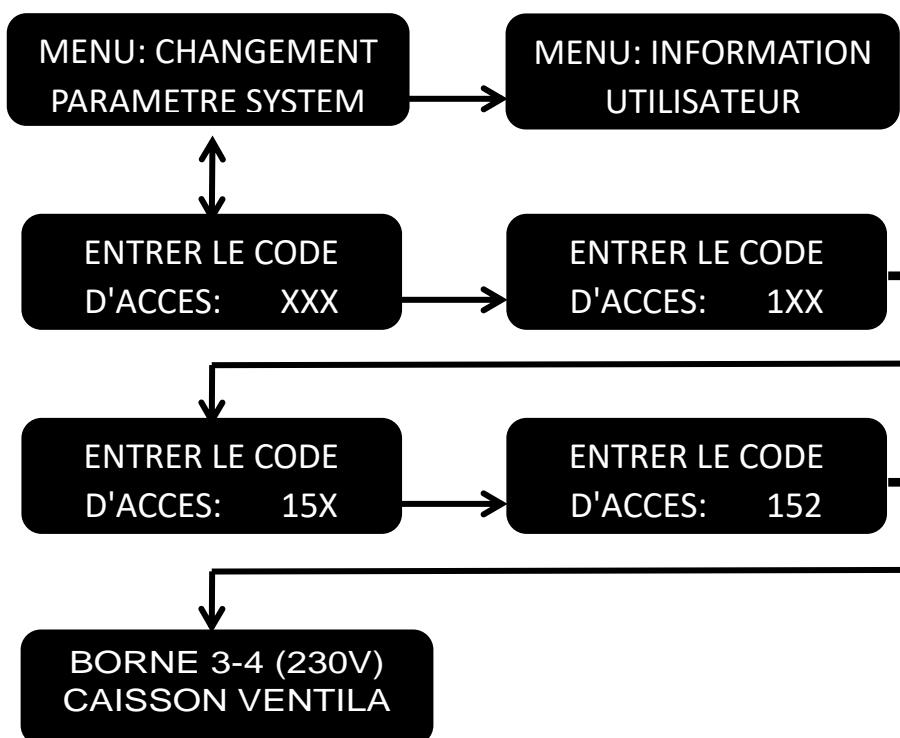 MENU: CHANGEMENT
PARAMETRE SYSTEM
MENU: INFORMATION
UTILISATEUR
ENTRER LE CODE
D'ACCES: XXX
ENTRER LE CODE
D'ACCES: 1XX
ENTRER LE CODE
D'ACCES: 15X
ENTRER LE CODE
D'ACCES: 152
BORNE 3-4 (230V)
CAISSON VENTILA